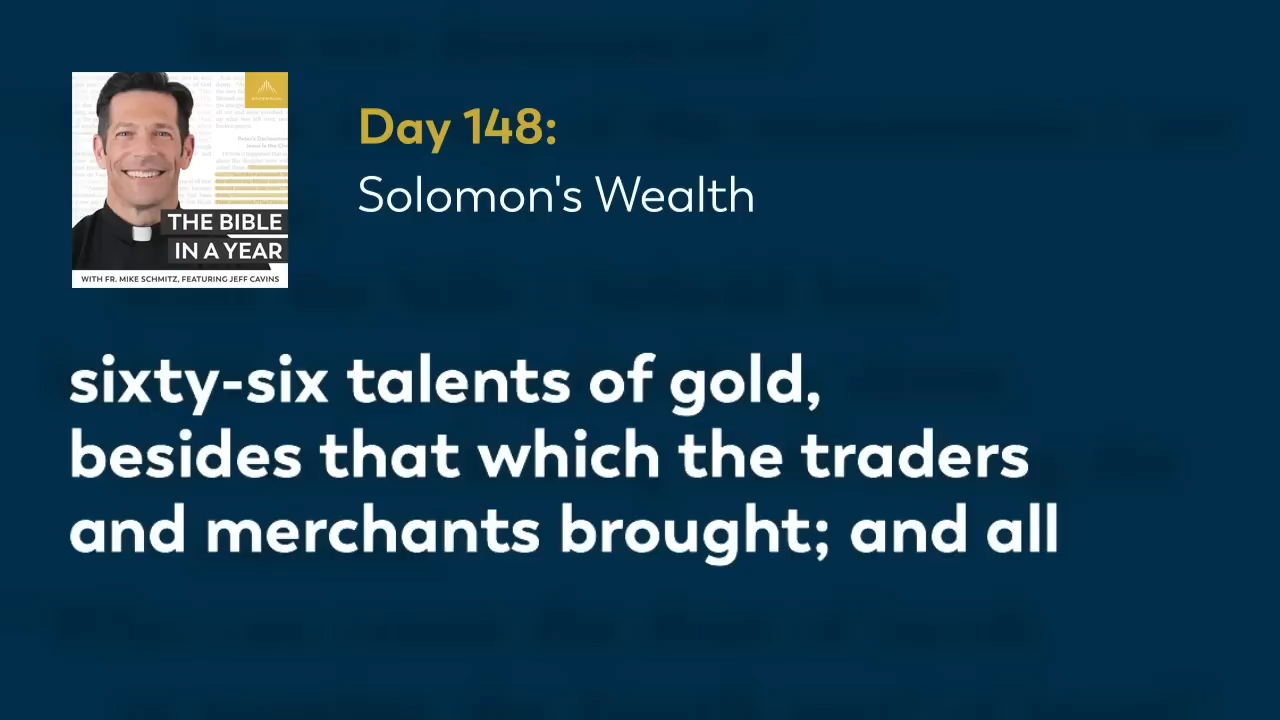 Day 148:
Solomon's Wealth
THE BIBLE
IN A YEAR
WITH FR. MIKE SCHMITZ, FEATURING JEFF CAVINS
sixty-six talents of gold,
besides that which the traders
and merchants brought; and all